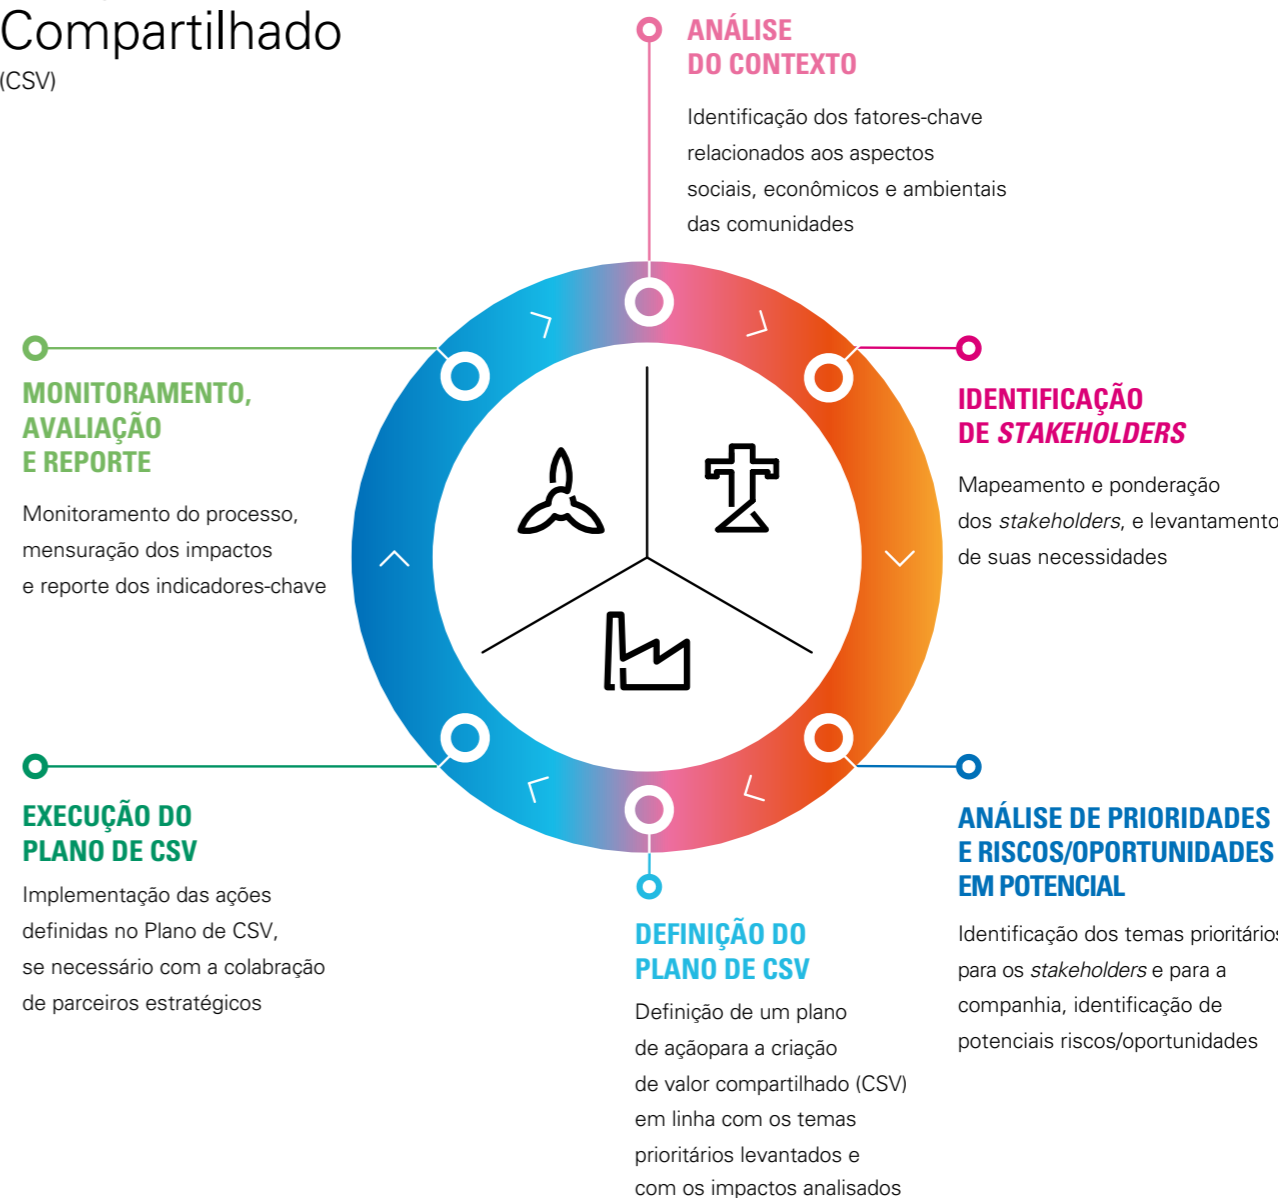 Compartilhado
(CSV)
ANÁLISE
DO CONTEXTO
Identificação dos fatores-chave
relacionados aos aspectos
sociais, econômicos e ambientais
das comunidades
IDENTIFICAÇÃO
DE STAKEHOLDERS
Mapeamento e ponderação
dos stakeholders, e levantamento
de suas necessidades
ANÁLISE DE PRIORIDADES
E RISCOS/OPORTUNIDADES
EM POTENCIAL
Identificação dos temas prioritários
para os stakeholders e para a
companhia, identificação de
potenciais riscos/oportunidades
DEFINIÇÃO DO
PLANO DE CSV
Definição de um plano
de açãopara a criação
de valor compartilhado (CSV)
em linha com os temas
prioritários levantados e
com os impactos analisados
EXECUÇÃO DO
PLANO DE CSV
Implementação das ações
definidas no Plano de CSV,
se necessário com a colabração
de parceiros estratégicos
MONITORAMENTO,
AVALIAÇÃO
E REPORTE
Monitoramento do processo,
mensuração dos impactos
e reporte dos indicadores-chave